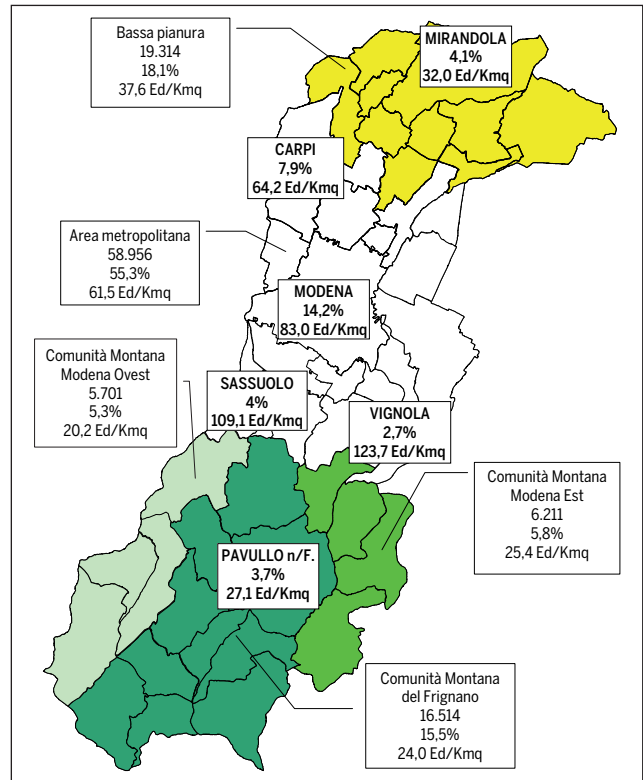 Bassa pianura
19.314
18,1%
37,6 Ed/Kmq
MIRANDOLA
4,1%
32,0 Ed/Kmq
CARPI
7,9%
64,2 Ed/Kmq
Area metropolitana
58.956
55,3%
61,5 Ed/Kmq
MODENA
14,2%
83,0 Ed/Kmq
Comunità Montana
Modena Ovest
5.701
5,3%
20,2 Ed/Kmq
SASSUOLO
4%
109,1 Ed/Kmq
VIGNOLA
2,7%
123,7 Ed/Kmq
Comunità Montana
Modena Est
6.211
5,8%
25,4 Ed/Kmq
PAVULLO n/F.
3,7%
27,1 Ed/Kmq
Comunità Montana
del Frignano
16.514
15,5%
24,0 Ed/Kmq